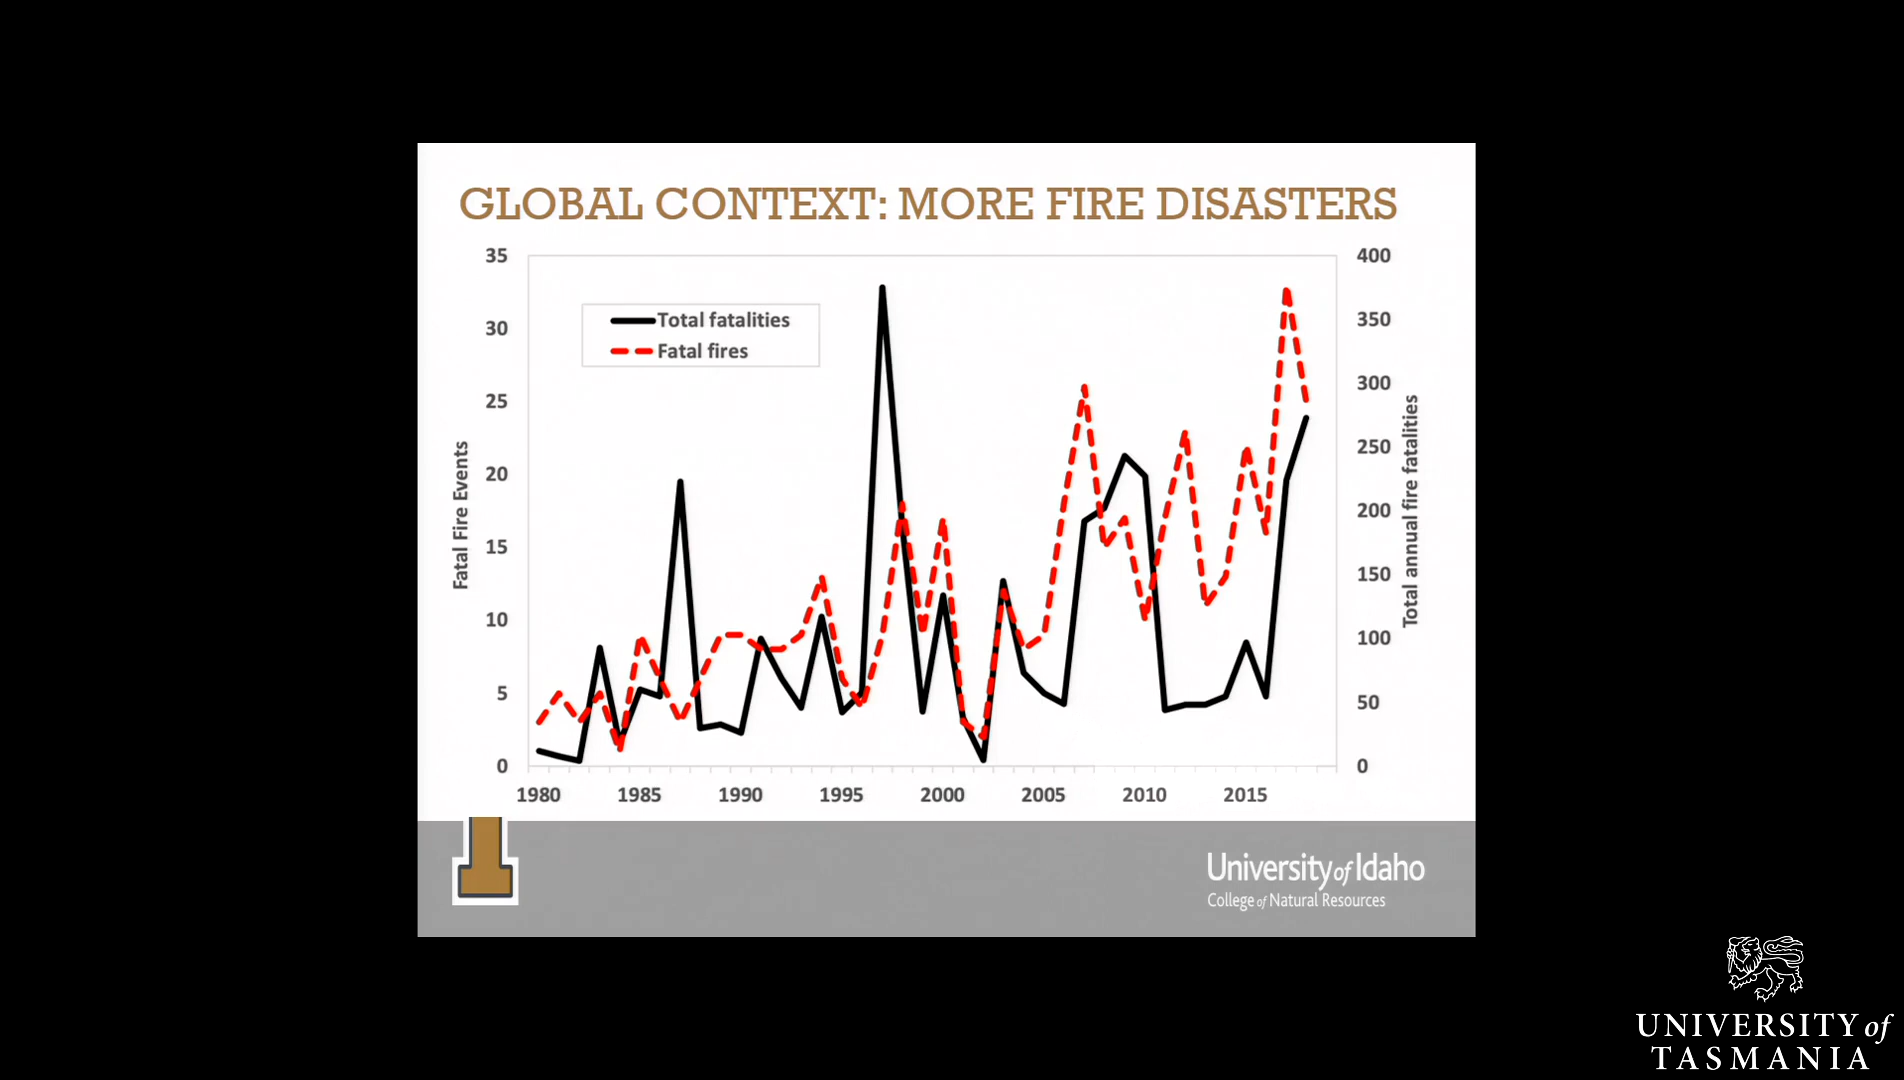 GLOBAL CONTEXT: MORE FIRE DISASTERS
35
30
25
20
15
10
5
0
Fatal Fire Events
Total fatalities
Fatal fires
400
350
300
250
200
150
100
50
0
Total annual fire fatalities
1980 1985 1990 1995 2000 2005 2010 2015
I
University of Idaho
College of Natural Resources
UNIVERSITY of
TASMANIA